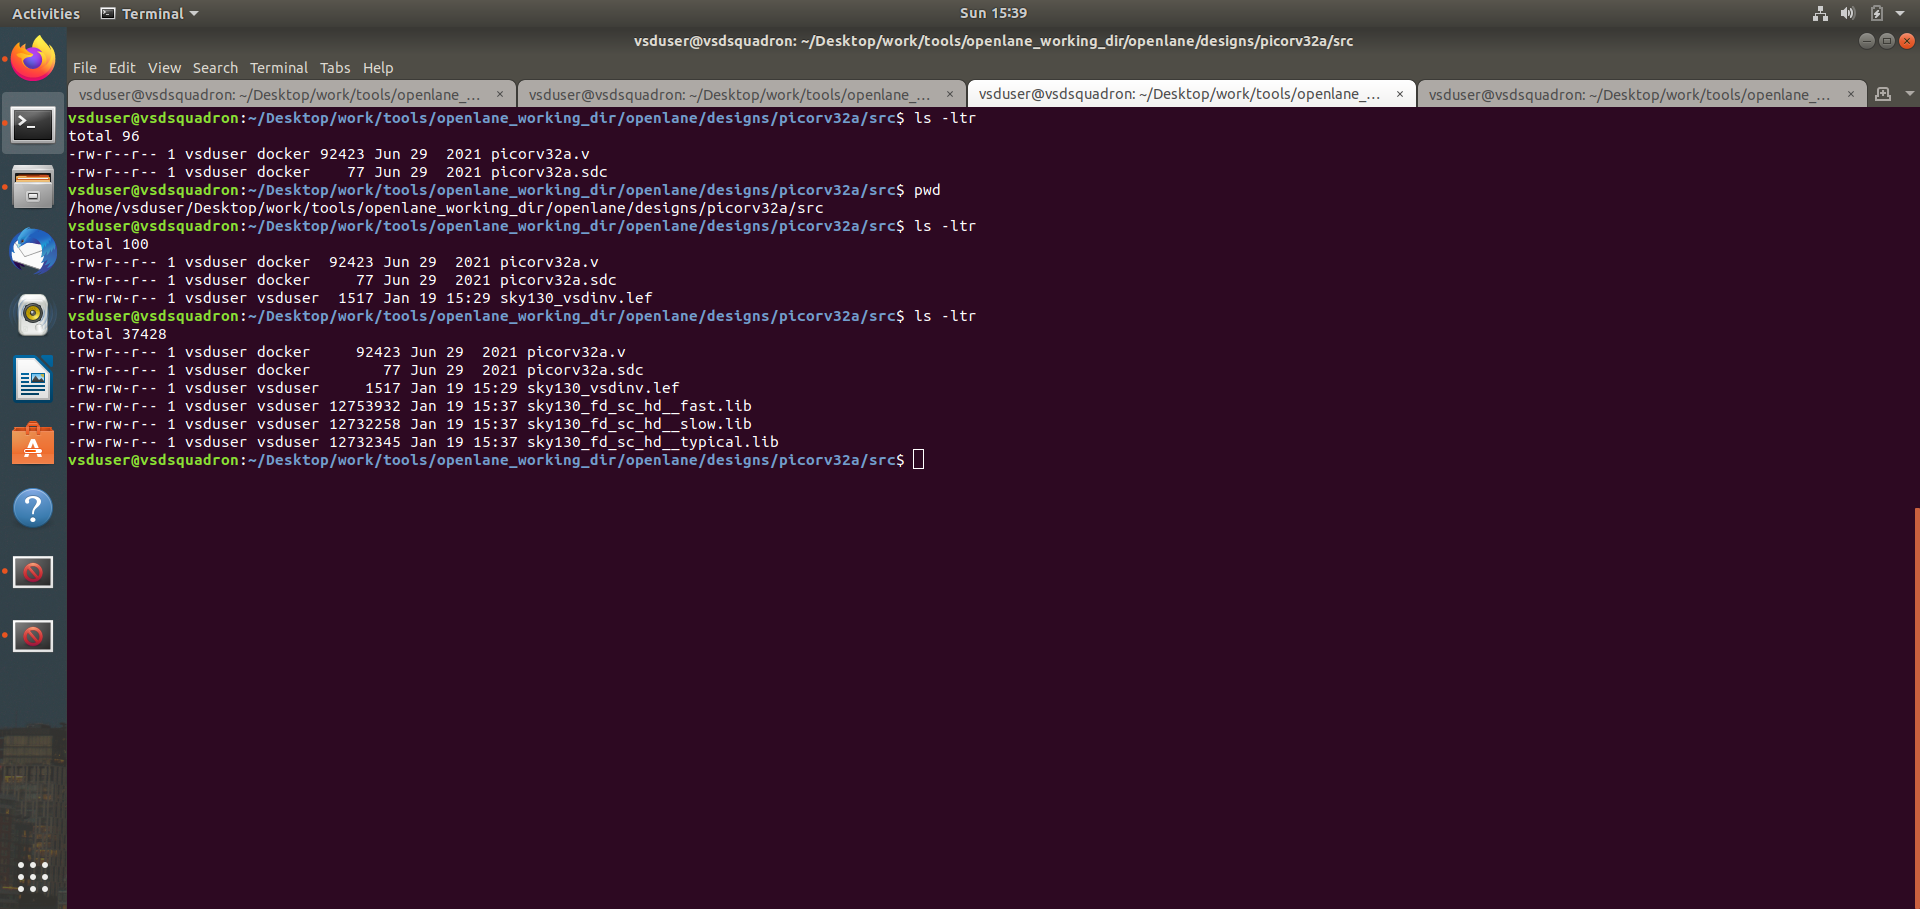 Activities Terminal Sun 15:39
vsduser@vsdsquadron: ~/Desktop/work/tools/openlane_working_dir/openlane/designs/picorv32a/src
File Edit View Search Terminal Tabs Help
vsduser@vsdsquadron: ~/Desktop/work/tools/openlane_... × vsduser@vsdsquadron: ~/Desktop/work/tools/openlane_... × vsduser@vsdsquadron: ~/Desktop/work/tools/openlane_... × vsduser@vsdsquadron: ~/Desktop/work/tools/openlane_... ×
vsduser@vsdsquadron:~/Desktop/work/tools/openlane_working_dir/openlane/designs/picorv32a/src$ ls -ltr
total 96
-rw-r--r-- 1 vsduser docker 92423 Jun 29  2021 picorv32a.v
-rw-r--r-- 1 vsduser docker    77 Jun 29  2021 picorv32a.sdc
vsduser@vsdsquadron:~/Desktop/work/tools/openlane_working_dir/openlane/designs/picorv32a/src$ pwd
/home/vsduser/Desktop/work/tools/openlane_working_dir/openlane/designs/picorv32a/src
vsduser@vsdsquadron:~/Desktop/work/tools/openlane_working_dir/openlane/designs/picorv32a/src$ ls -ltr
total 100
-rw-r--r-- 1 vsduser docker  92423 Jun 29  2021 picorv32a.v
-rw-r--r-- 1 vsduser docker     77 Jun 29  2021 picorv32a.sdc
-rw-rw-r-- 1 vsduser vsduser  1517 Jan 19 15:29 sky130_vsdinv.lef
vsduser@vsdsquadron:~/Desktop/work/tools/openlane_working_dir/openlane/designs/picorv32a/src$ ls -ltr
total 37428
-rw-r--r-- 1 vsduser docker     92423 Jun 29  2021 picorv32a.v
-rw-r--r-- 1 vsduser docker        77 Jun 29  2021 picorv32a.sdc
-rw-rw-r-- 1 vsduser vsduser     1517 Jan 19 15:29 sky130_vsdinv.lef
-rw-rw-r-- 1 vsduser vsduser 12753932 Jan 19 15:37 sky130_fd_sc_hd__fast.lib
-rw-rw-r-- 1 vsduser vsduser 12732258 Jan 19 15:37 sky130_fd_sc_hd__slow.lib
-rw-rw-r-- 1 vsduser vsduser 12732345 Jan 19 15:37 sky130_fd_sc_hd__typical.lib
vsduser@vsdsquadron:~/Desktop/work/tools/openlane_working_dir/openlane/designs/picorv32a/src$